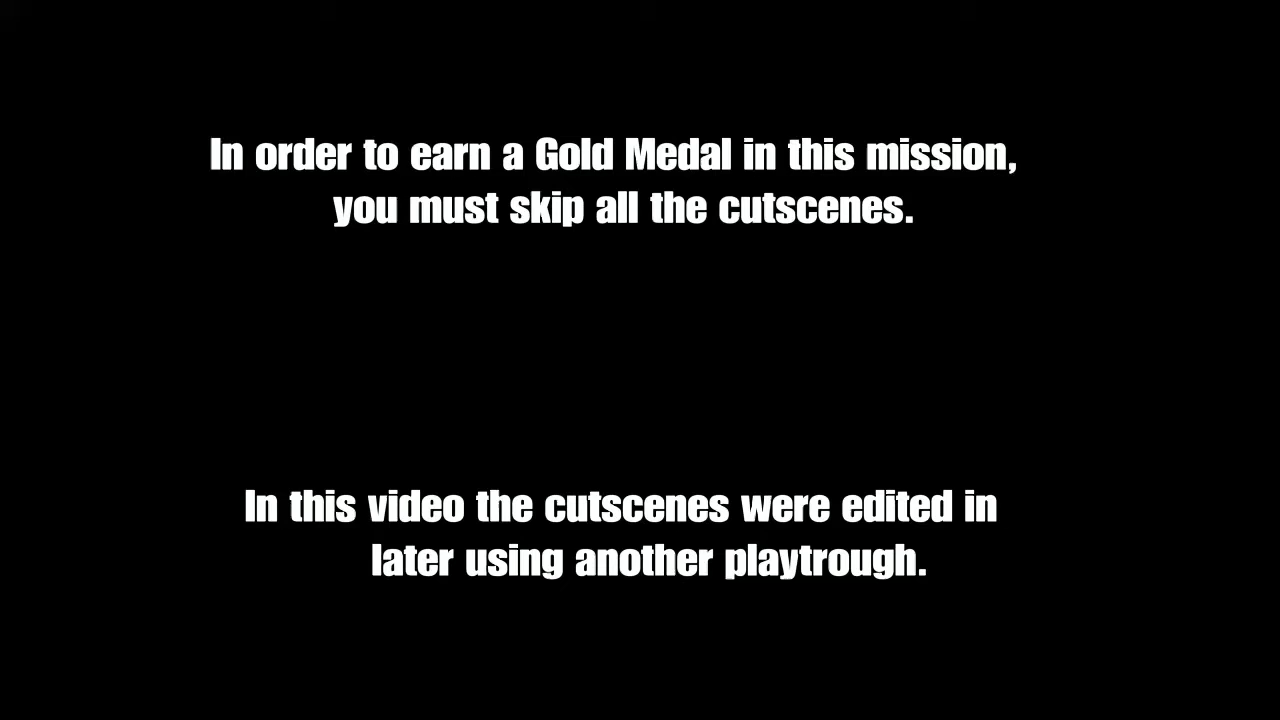 In order to earn a Gold Medal in this mission,
you must skip all the cutscenes.
In this video the cutscenes were edited in
later using another playtrough.